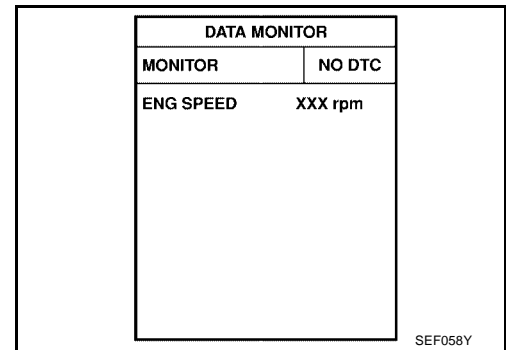 DATA MONITOR
MONITOR NO DTC
ENG SPEED XXX rpm
SEF058Y